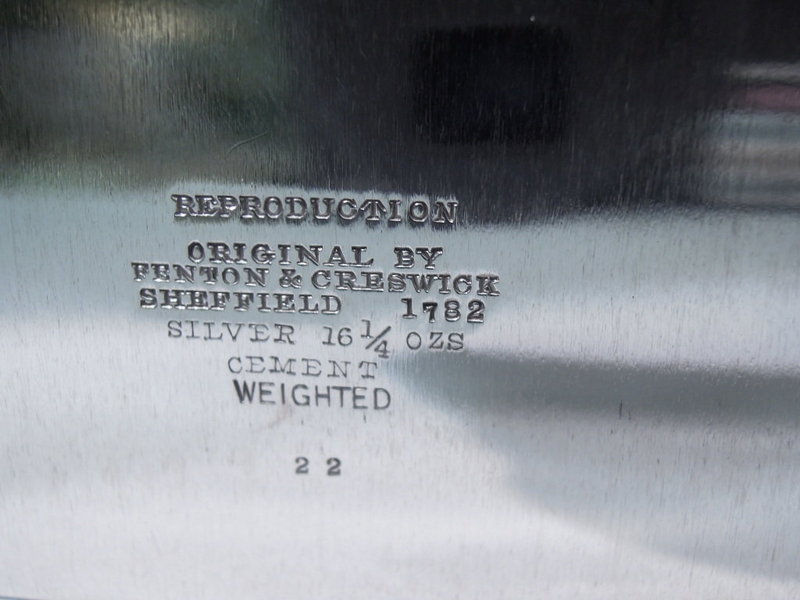 REPRODUCTION
ORIGINAL BY
FENTON & CRESWICK
SHEFFIELD 1782
SILVER 16 1/4 OZS
CEMENT
WEIGHTED
22